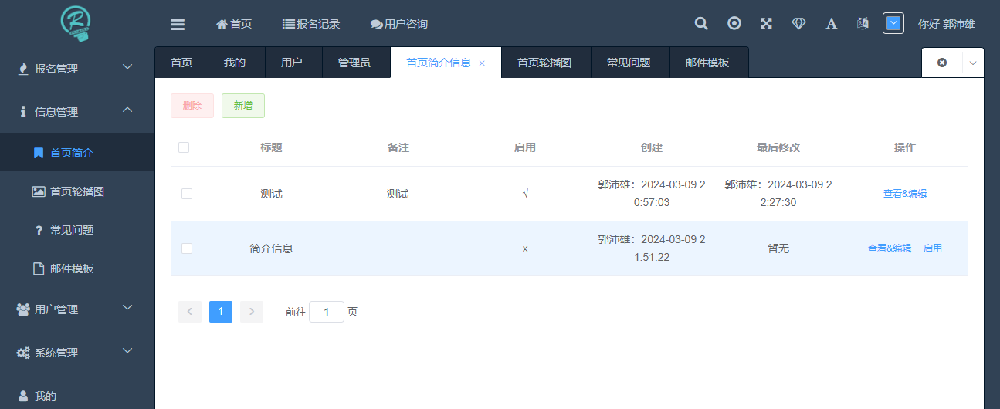 首页
报名记录
用户咨询
你好 郭沛雄
报名管理
信息管理
首页简介
首页轮播图
常见问题
邮件模板
用户管理
系统管理
我的
首页
我的
用户
管理员
首页简介信息 ×
首页轮播图
常见问题
邮件模板
删除
新增
标题 备注 启用 创建 最后修改 操作
测试 测试 √ 郭沛雄：2024-03-09 2
0:57:03 郭沛雄：2024-03-09 2
2:27:30 查看&编辑
简介信息 x 郭沛雄：2024-03-09 2
1:51:22 暂无 查看&编辑 启用
1 前往 1 页